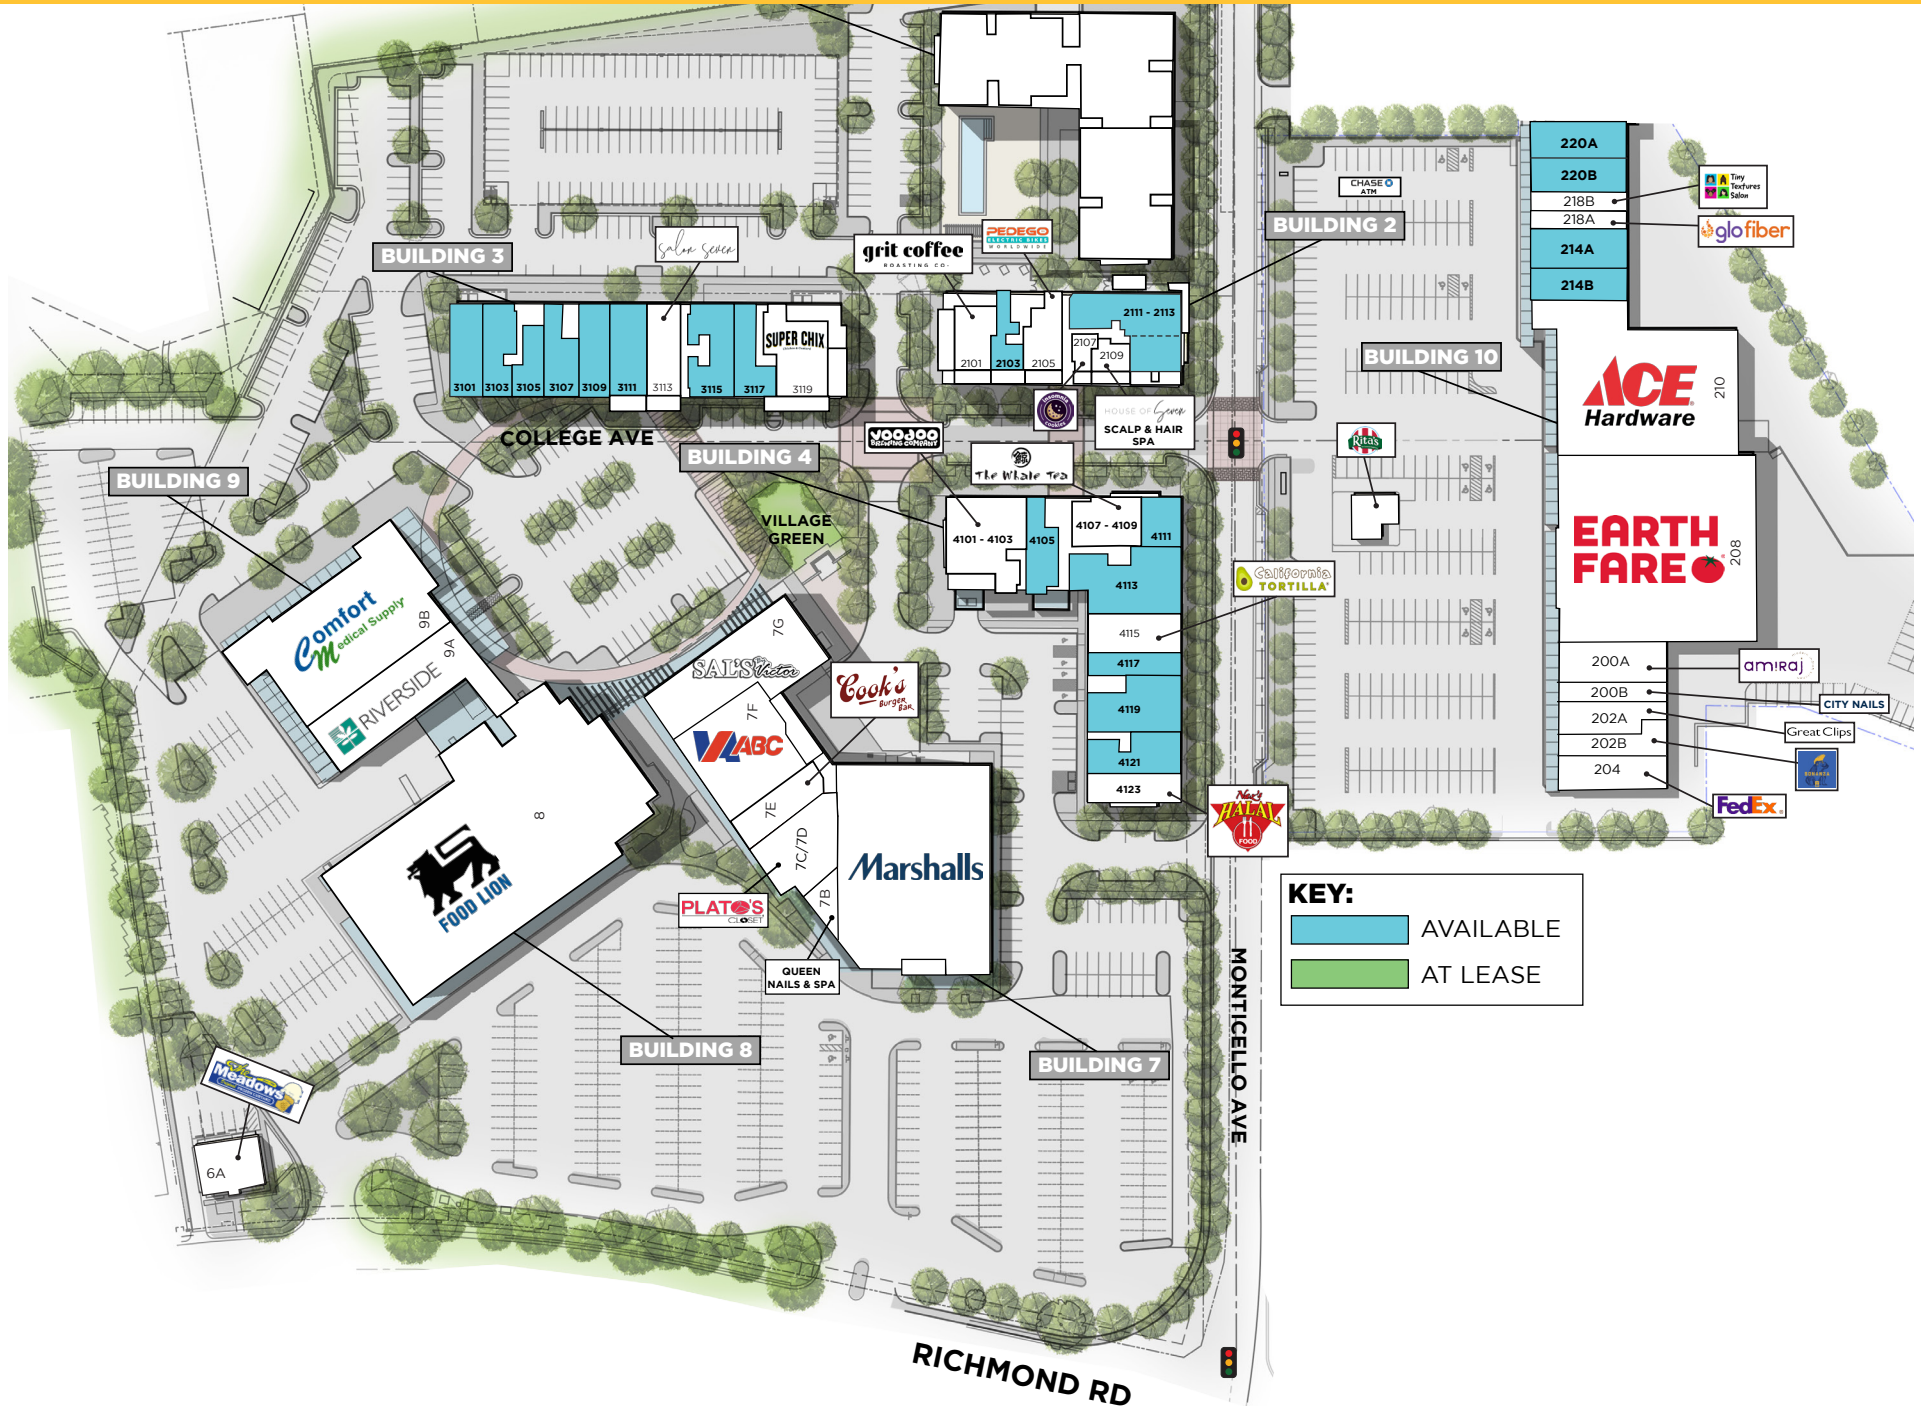 220A
220B
218B
218A
214A
214B
Tiny
Textures
Salon
glofiber
CHASE
ATM
BUILDING 2
BUILDING 3
salon seven
grit coffee
ROASTING CO.
PEDEGO
ELECTRIC BIKES
WORLDWIDE
SUPER CHIX
3101
3103
3105
3107
3109
3111
3113
3115
3117
3119
2101
2103
2105
2107
2109
2111 - 2113
BUILDING 10
ACE
Hardware
210
insomnia
cookies
HOUSE OF Seven
SCALP & HAIR
SPA
COLLEGE AVE
VOODOO
BREWING COMPANY
The Whale Tea
Rita's
BUILDING 4
BUILDING 9
VILLAGE
GREEN
4101 - 4103
4105
4107 - 4109
4111
4113
4115
4117
4119
4121
4123
California
TORTILLA
EARTH
FARE
208
Comfort
Medical Supply
9B
9A
RIVERSIDE
7G
SAL'S by Victor
Cook's
Burger
Bar
7F
VA ABC
7E
7C/7D
7B
Marshalls
8
FOOD LION
PLATO'S
CLOSET
QUEEN
NAILS & SPA
Naz's
HALAL
FOOD
200A
200B
202A
202B
204
amiraj
CITY NAILS
Great Clips
BONANZA
FedEx
KEY:
AVAILABLE
AT LEASE
BUILDING 8
BUILDING 7
MONTICELLO AVE
The
Meadows
6A
RICHMOND RD